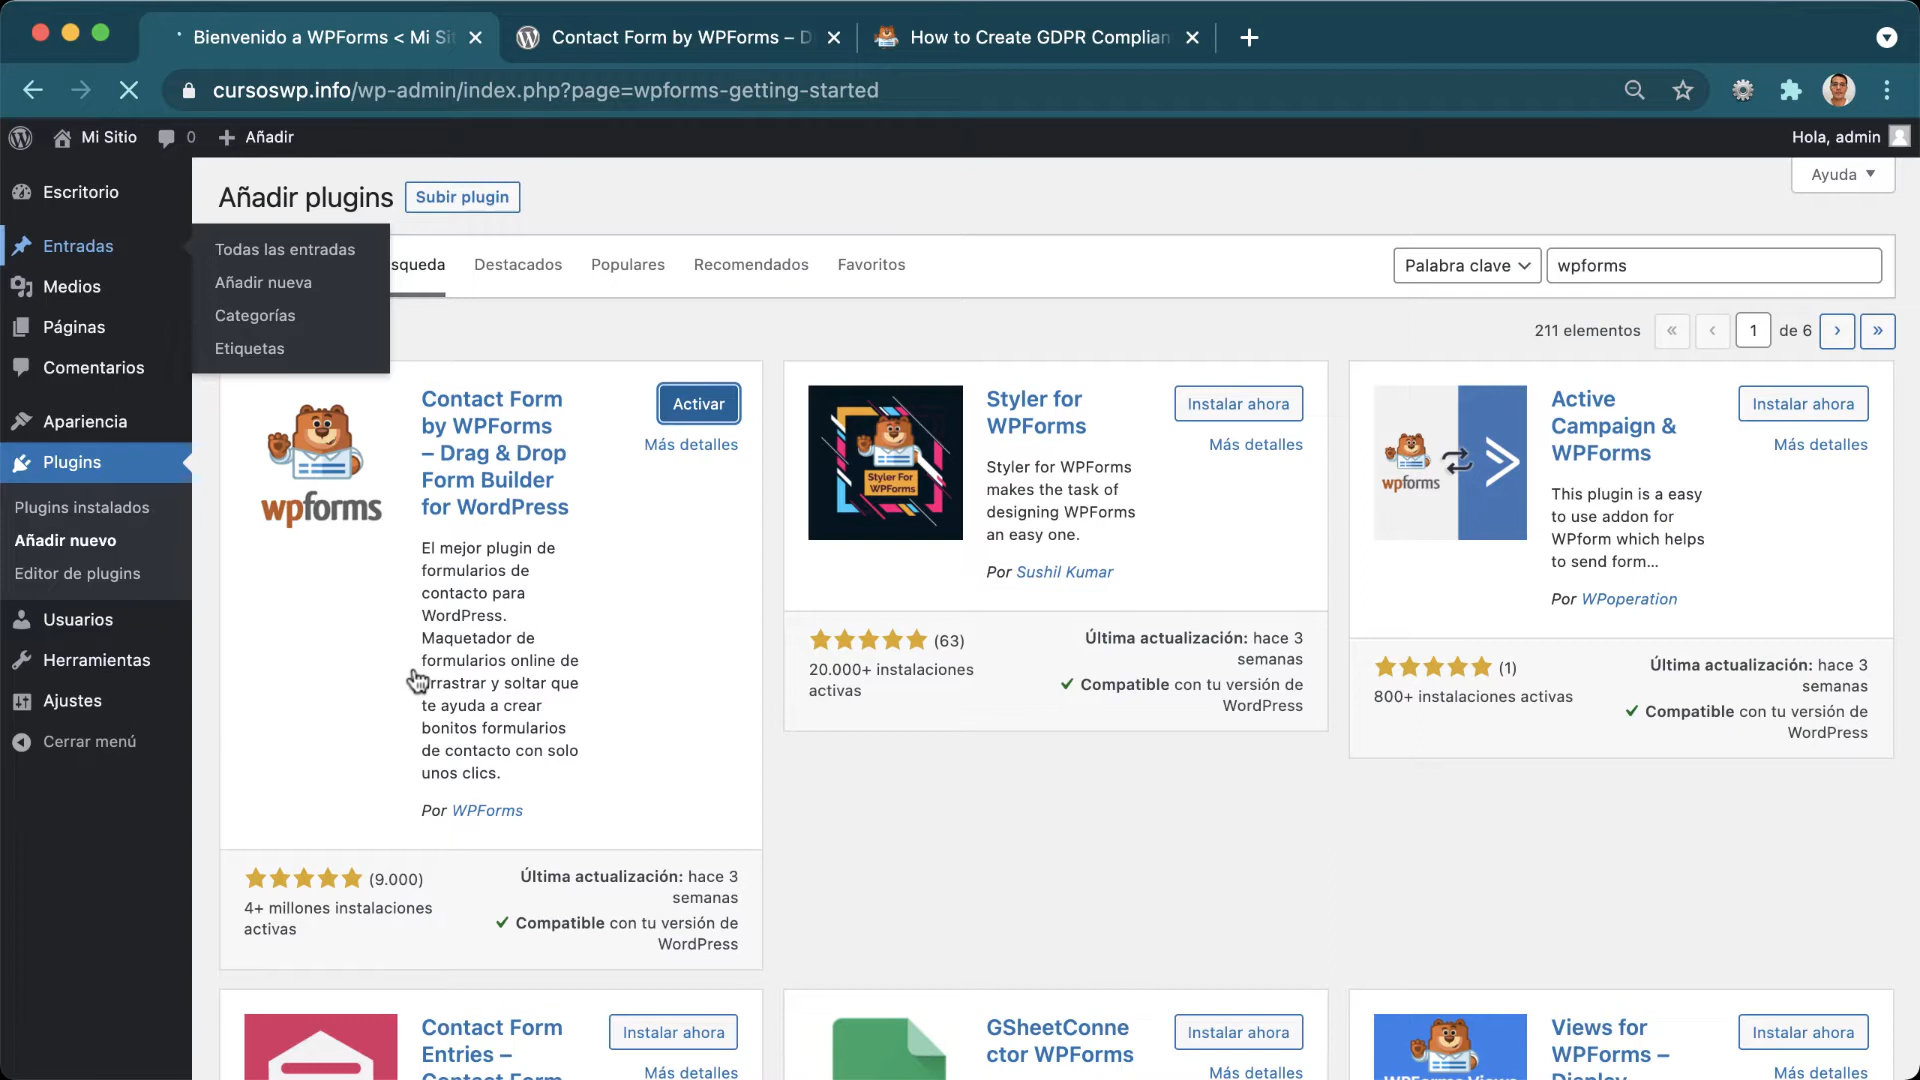 Bienvenido a WPForms < Mi Sit
Contact Form by WPForms – D
How to Create GDPR Complian
cursoswp.info/wp-admin/index.php?page=wpforms-getting-started
Mi Sitio
0
Añadir
Hola, admin
Escritorio
Entradas
Medios
Páginas
Comentarios
Apariencia
Plugins
Plugins instalados
Añadir nuevo
Editor de plugins
Usuarios
Herramientas
Ajustes
Cerrar menú
Todas las entradas
Añadir nueva
Categorías
Etiquetas
Añadir plugins
Subir plugin
Ayuda
squeda
Destacados
Populares
Recomendados
Favoritos
Palabra clave
wpforms
211 elementos
«
‹
1
de 6
›
»
wpforms
Contact Form
by WPForms
– Drag & Drop
Form Builder
for WordPress
Activar
Más detalles
El mejor plugin de
formularios de
contacto para
WordPress.
Maquetador de
formularios online de
rrastrar y soltar que
te ayuda a crear
bonitos formularios
de contacto con solo
unos clics.
Por WPForms
(9.000)
4+ millones instalaciones
activas
Última actualización: hace 3
semanas
Compatible con tu versión de
WordPress
Styler For
WPForms
Styler for
WPForms
Instalar ahora
Más detalles
Styler for WPForms
makes the task of
designing WPForms
an easy one.
Por Sushil Kumar
(63)
20.000+ instalaciones
activas
Última actualización: hace 3
semanas
Compatible con tu versión de
WordPress
wpforms
Active
Campaign &
WPForms
Instalar ahora
Más detalles
This plugin is a easy
to use addon for
WPform which helps
to send form...
Por WPoperation
(1)
800+ instalaciones activas
Última actualización: hace 3
semanas
Compatible con tu versión de
WordPress
Contact Form
Entries –
Contact Form
Instalar ahora
Más detalles
GSheetConne
ctor WPForms
Instalar ahora
Más detalles
WPForms Views
Views for
WPForms –
Display
Instalar ahora
Más detalles